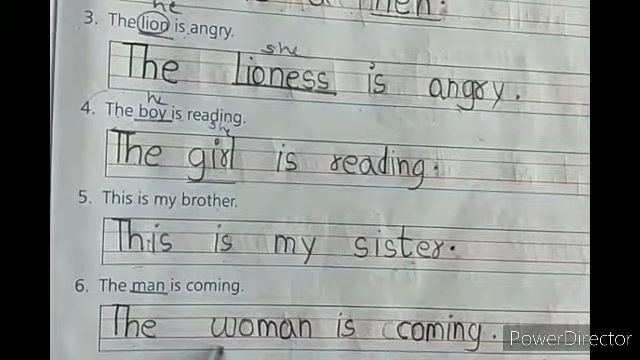 he
hen.
3. The lion is angry.
she
The lioness is angry.
he
4. The boy is reading.
she
The girl is reading.
5. This is my brother.
This is my sister.
6. The man is coming.
The woman is coming.
PowerDirector